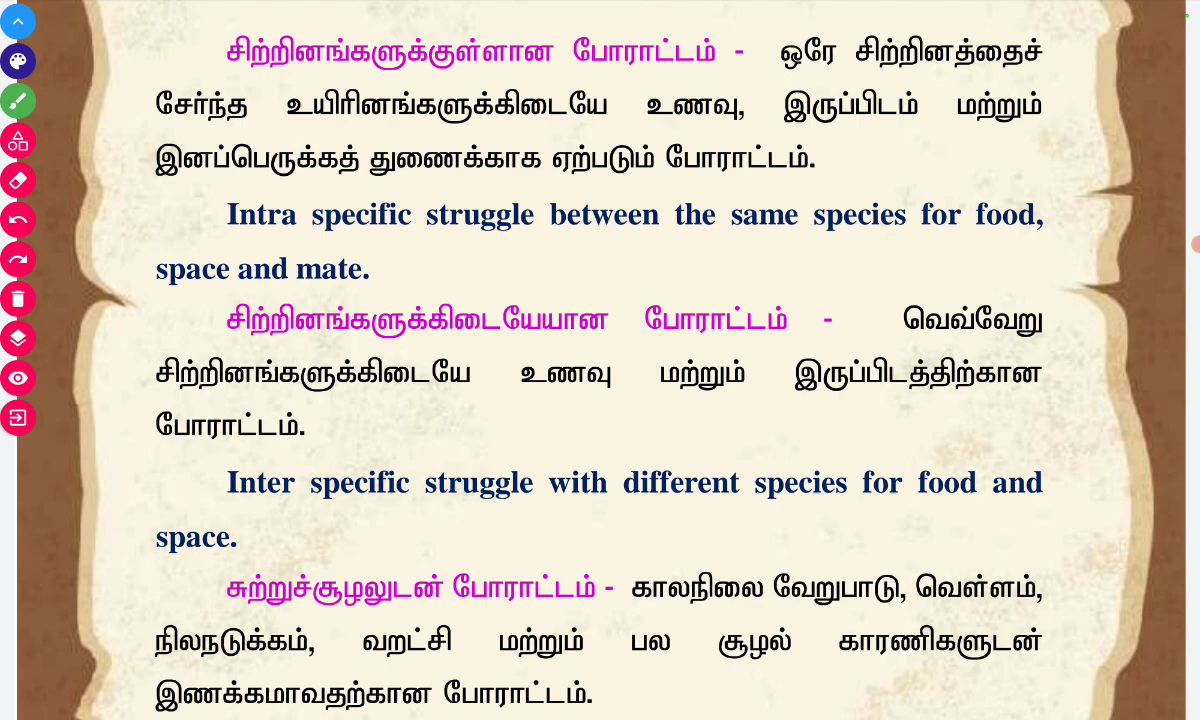 சிற்றினங்களுக்குள்ளான போராட்டம் - ஒரே சிற்றினத்தைச்
சேர்ந்த உயிரினங்களுக்கிடையே உணவு, இருப்பிடம் மற்றும்
இனப்பெருக்கத் துணைக்காக ஏற்படும் போராட்டம்.
Intra specific struggle between the same species for food,
space and mate.
சிற்றினங்களுக்கிடையேயான போராட்டம் - வெவ்வேறு
சிற்றினங்களுக்கிடையே உணவு மற்றும் இருப்பிடத்திற்கான
போராட்டம்.
Inter specific struggle with different species for food and
space.
சுற்றுச்சூழலுடன் போராட்டம் - காலநிலை வேறுபாடு, வெள்ளம்,
நிலநடுக்கம், வறட்சி மற்றும் பல சூழல் காரணிகளுடன்
இணக்கமாவதற்கான போராட்டம்.